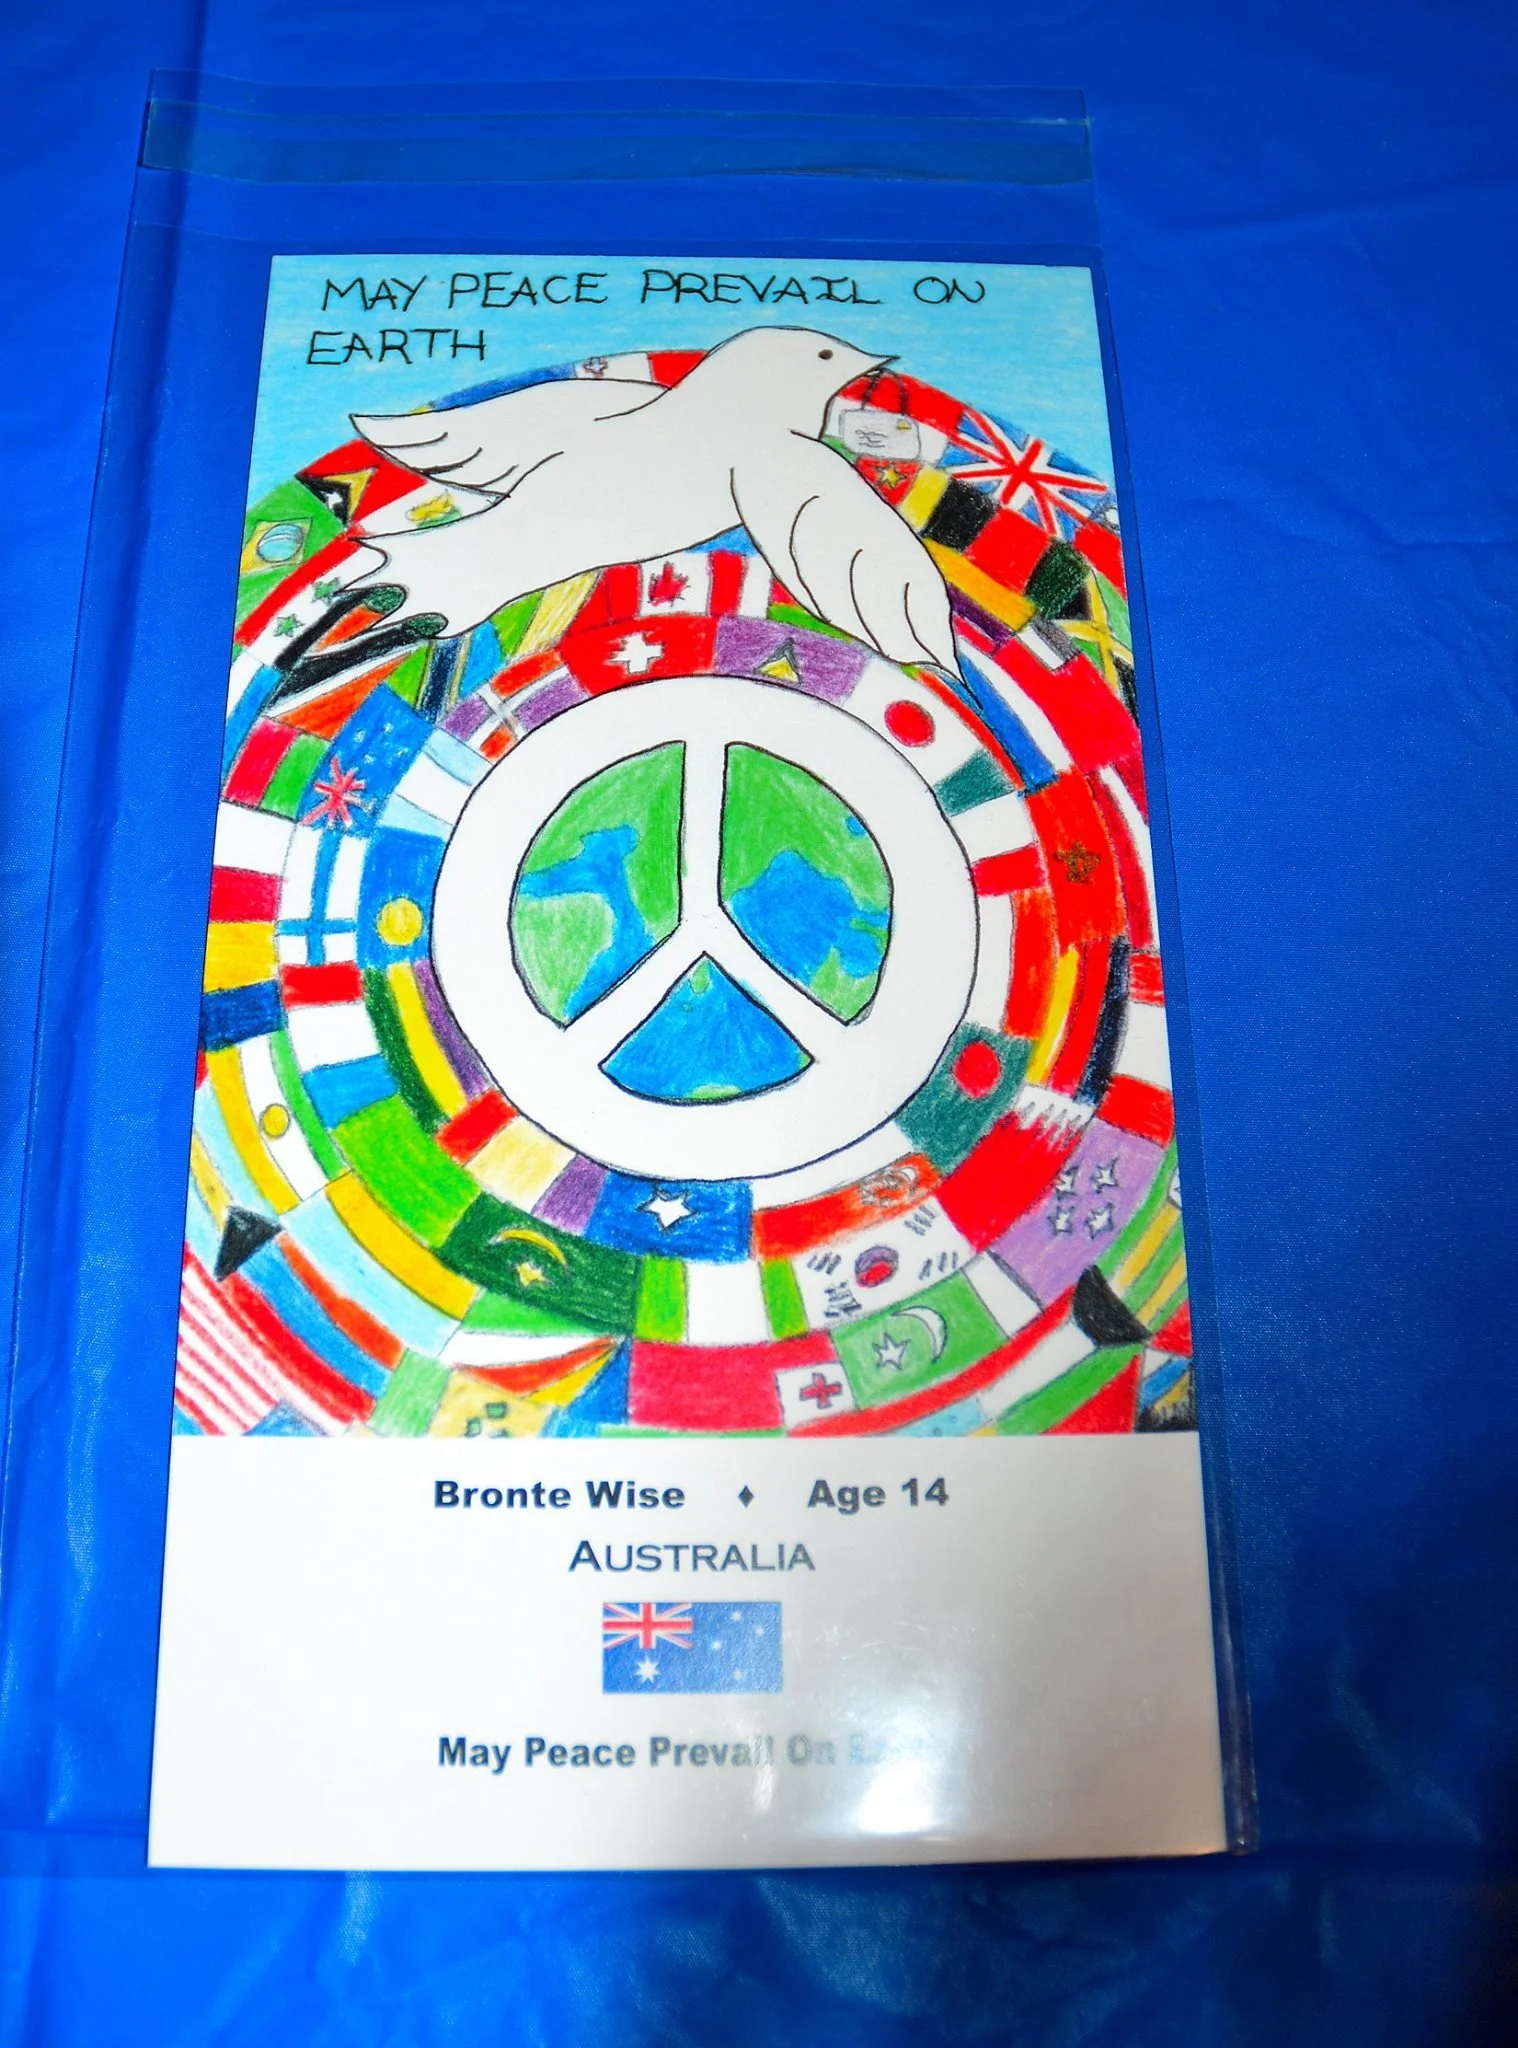 MAY PEACE PREVAIL ON
EARTH
Bronte Wise ♦ Age 14
AUSTRALIA
May Peace Prevail On